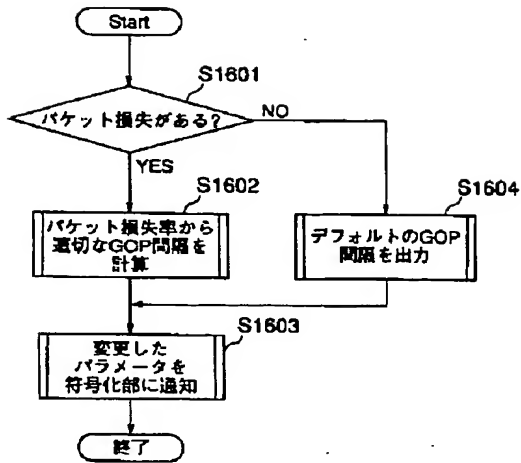 Start
S1601
パケット損失がある?
NO
YES
S1602
S1604
パケット損失率から
適切なGOP間隔を
計算
デフォルトのGOP
間隔を出力
S1603
変更した
パラメータを
符号化部に通知
終了